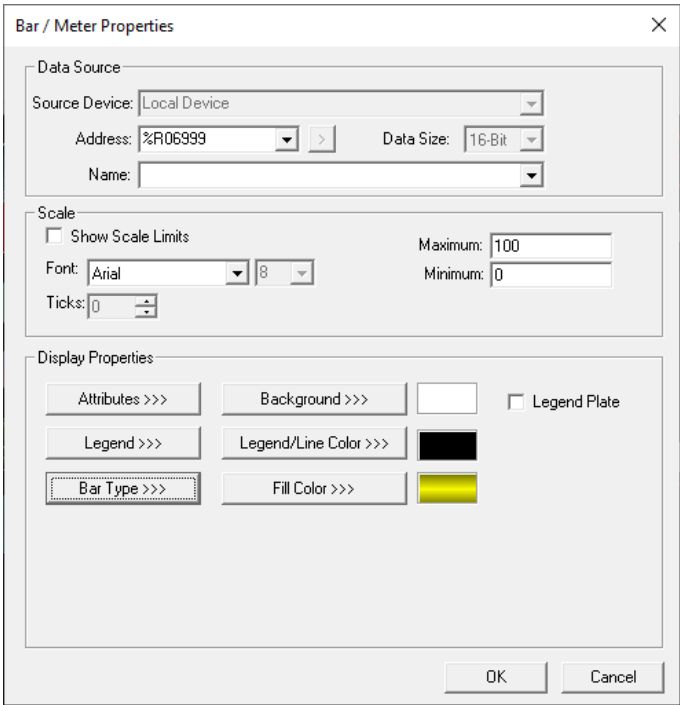 Bar / Meter Properties
Data Source
Source Device: Local Device
Address: %R06999 > Data Size: 16-Bit
Name:
Scale
Show Scale Limits
Maximum: 100
Font: Arial 8
Minimum: 0
Ticks: 0
Display Properties
Attributes >>> Background >>> Legend Plate
Legend >>> Legend/Line Color >>>
Bar Type >>> Fill Color >>>
OK Cancel